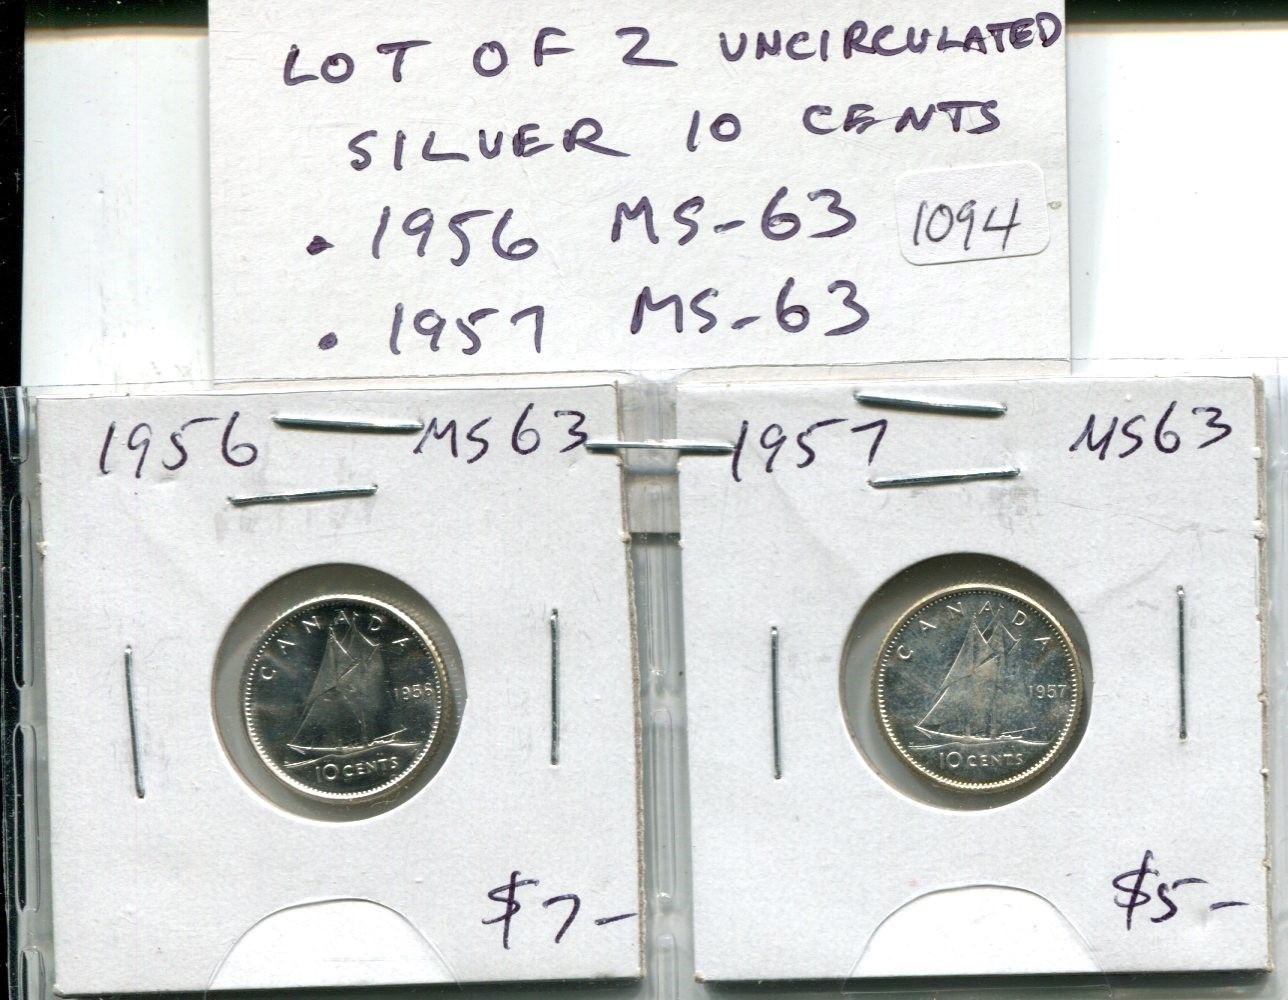 LOT OF 2 UNCIRCULATED
SILVER 10 CENTS
• 1956 MS-63
1094
• 1957 MS-63
1956 MS63
CANADA
1956
10 CENTS
$7-
1957 MS63
CANADA
1957
10 CENTS
$5-